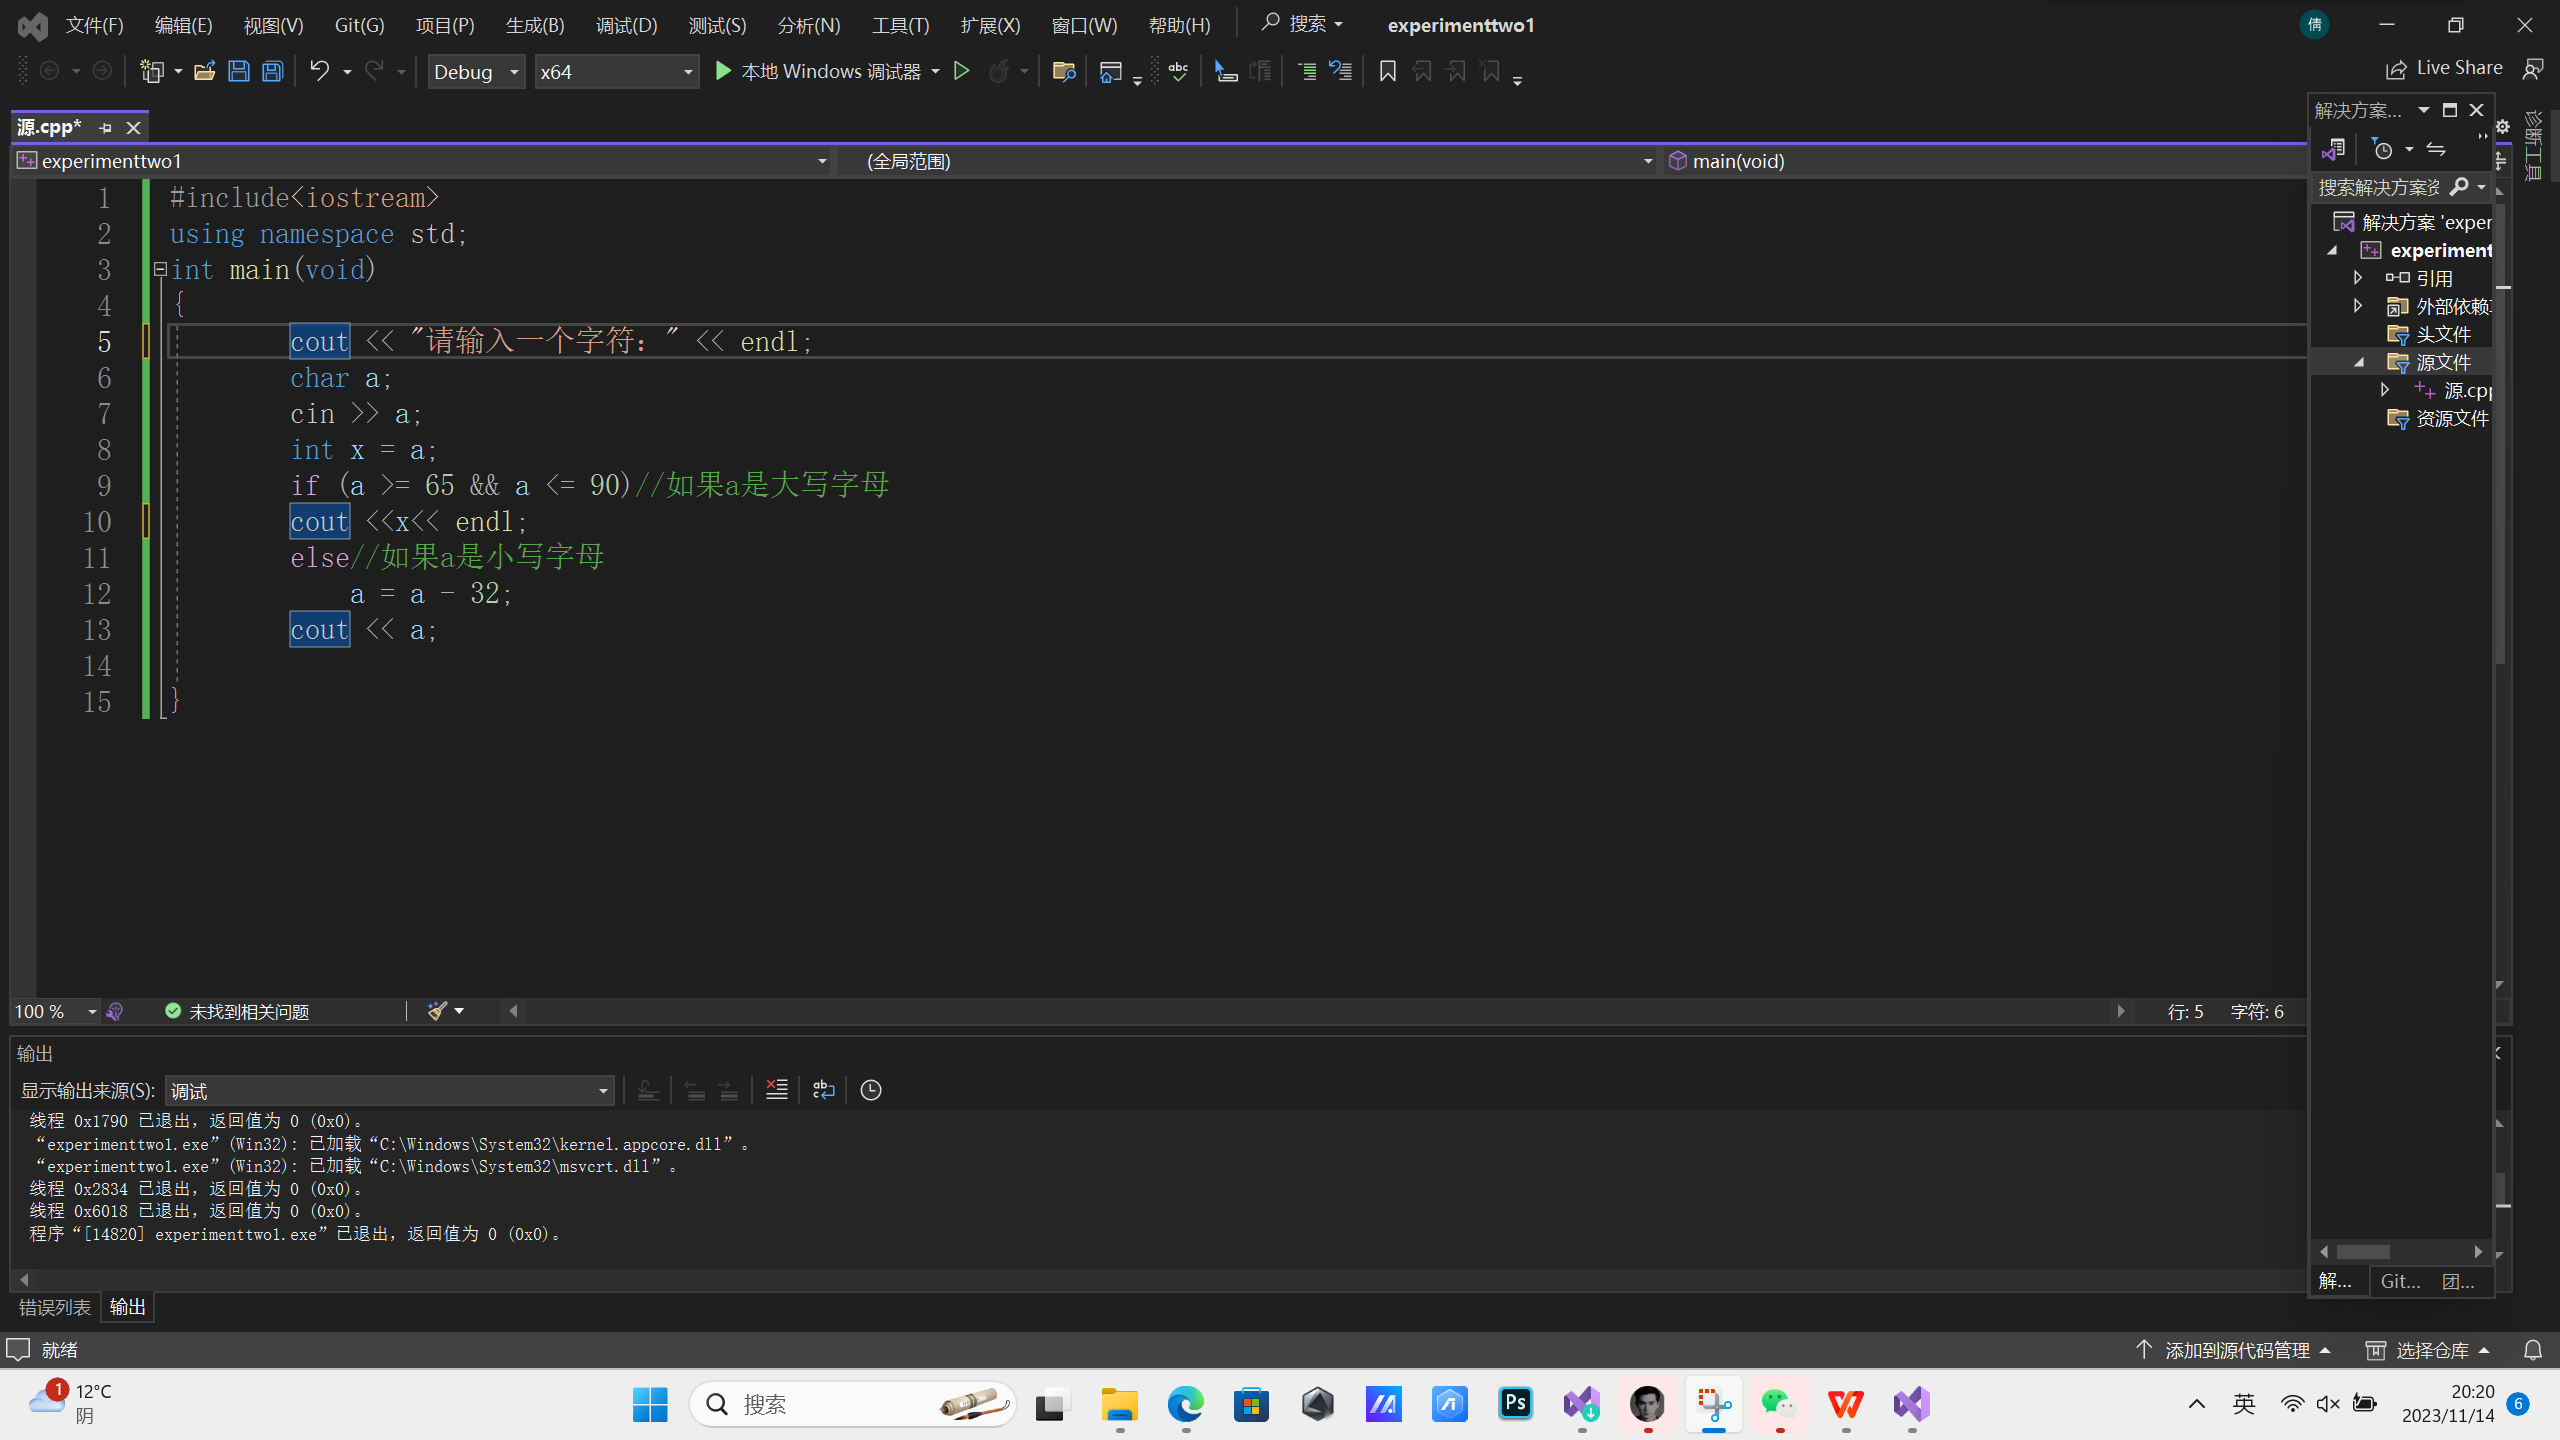 文件(F) 编辑(E) 视图(V) Git(G) 项目(P) 生成(B) 调试(D) 测试(S) 分析(N) 工具(T) 扩展(X) 窗口(W) 帮助(H) 搜索 experimenttwo1 倩
Debug x64 本地 Windows 调试器 Live Share
源.cpp*
experimenttwo1 (全局范围) main(void)
1 #include<iostream>
2 using namespace std;
3 int main(void)
4 {
5 cout << "请输入一个字符：" << endl;
6 char a;
7 cin >> a;
8 int x = a;
9 if (a >= 65 && a <= 90)//如果a是大写字母
10 cout <<x<< endl;
11 else//如果a是小写字母
12 a = a - 32;
13 cout << a;
14
15 }
100 % 未找到相关问题 行: 5 字符: 6
输出
显示输出来源(S): 调试
线程 0x1790 已退出，返回值为 0 (0x0)。
“experimenttwo1.exe”(Win32): 已加载“C:\Windows\System32\kernel.appcore.dll”。
“experimenttwo1.exe”(Win32): 已加载“C:\Windows\System32\msvcrt.dll”。
线程 0x2834 已退出，返回值为 0 (0x0)。
线程 0x6018 已退出，返回值为 0 (0x0)。
程序“[14820] experimenttwo1.exe”已退出，返回值为 0 (0x0)。
错误列表 输出
解决方案...
搜索解决方案资
解决方案 'exper
experiment
引用
外部依赖
头文件
源文件
源.cpp
资源文件
解... Git... 团...
诊断工具
就绪 添加到源代码管理 选择仓库
1 12°C
阴
搜索
Ps
英
20:20
2023/11/14
6